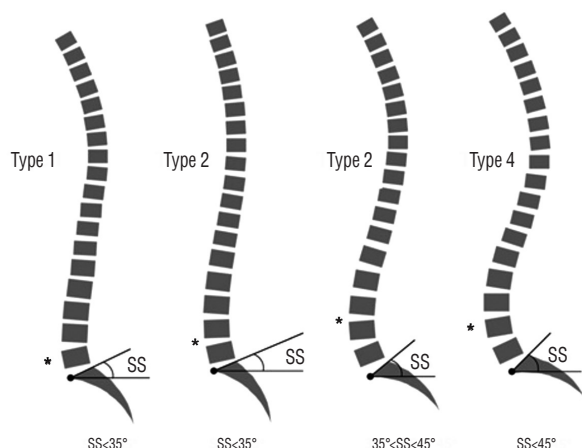 Type 1
Type 2
Type 2
Type 4
*
*
*
*
SS
SS
SS
SS
SS<35°
SS<35°
35°<SS<45°
SS<45°